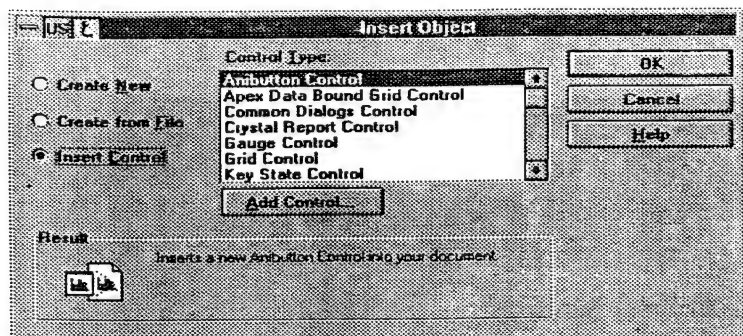 US ع Insert Object
Control Type:
Create New
Create from File
Insert Control
Anibutton Control
Apex Data Bound Grid Control
Common Dialogs Control
Crystal Report Control
Gauge Control
Grid Control
Key State Control
Add Control...
OK
Cancel
Help
Result
Inserts a new Anibutton Control into your document